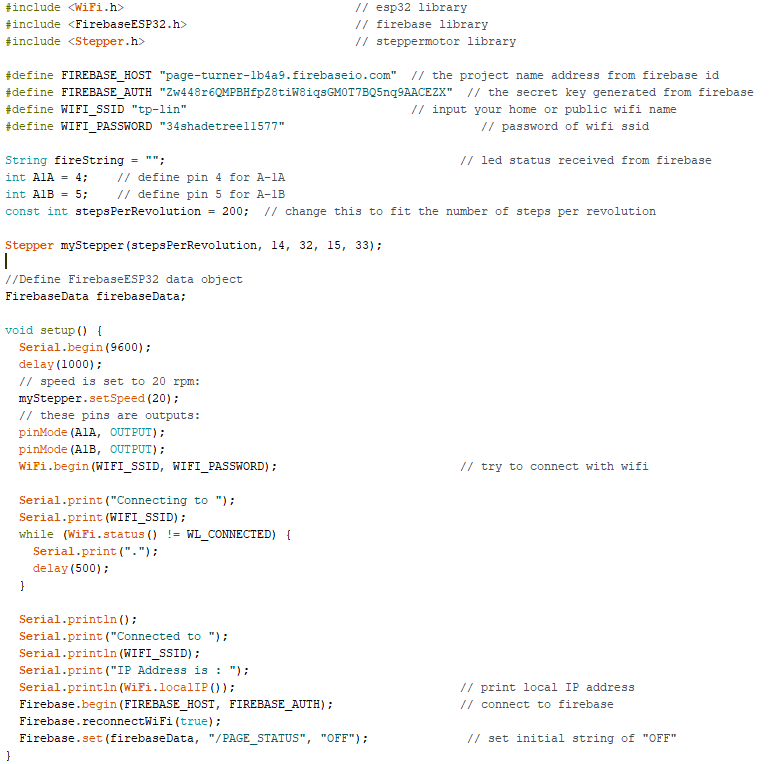 #include <WiFi.h> // esp32 library
#include <FirebaseESP32.h> // firebase library
#include <Stepper.h> // steppermotor library
#define FIREBASE_HOST "page-turner-1b4a9.firebaseio.com" // the project name address from firebase id
#define FIREBASE_AUTH "Zw448r6QMPBHfpZ8tiW8iqsGM0T7BQ5nq9AACEZX" // the secret key generated from firebase
#define WIFI_SSID "tp-lin" // input your home or public wifi name
#define WIFI_PASSWORD "34shadetree11577" // password of wifi ssid
String fireString = ""; // led status received from firebase
int A1A = 4; // define pin 4 for A-1A
int A1B = 5; // define pin 5 for A-1B
const int stepsPerRevolution = 200; // change this to fit the number of steps per revolution
Stepper myStepper(stepsPerRevolution, 14, 32, 15, 33);
//Define FirebaseESP32 data object
FirebaseData firebaseData;
void setup() {
Serial.begin(9600);
delay(1000);
// speed is set to 20 rpm:
myStepper.setSpeed(20);
// these pins are outputs:
pinMode(A1A, OUTPUT);
pinMode(A1B, OUTPUT);
WiFi.begin(WIFI_SSID, WIFI_PASSWORD); // try to connect with wifi
Serial.print("Connecting to ");
Serial.print(WIFI_SSID);
while (WiFi.status() != WL_CONNECTED) {
Serial.print(".");
delay(500);
}
Serial.println();
Serial.print("Connected to ");
Serial.println(WIFI_SSID);
Serial.print("IP Address is : ");
Serial.println(WiFi.localIP()); // print local IP address
Firebase.begin(FIREBASE_HOST, FIREBASE_AUTH); // connect to firebase
Firebase.reconnectWiFi(true);
Firebase.set(firebaseData, "/PAGE_STATUS", "OFF"); // set initial string of "OFF"
}